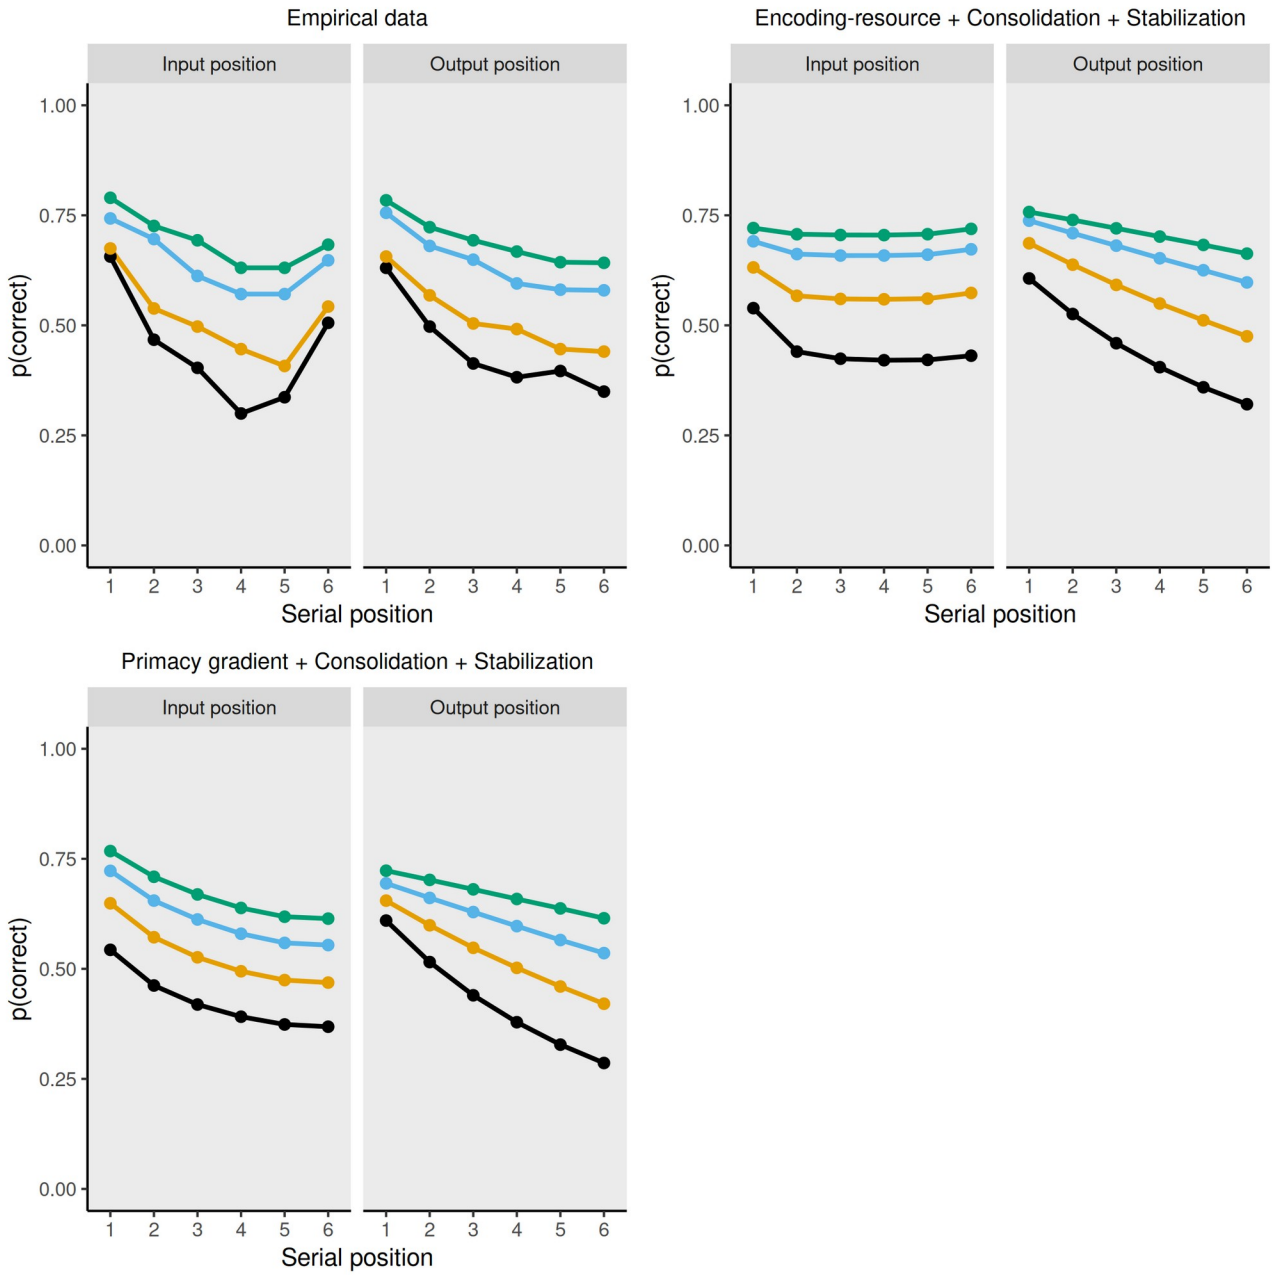 Empirical data
Input position
Output position
p(correct)
1.00
0.75
0.50
0.25
0.00
1 2 3 4 5 6
1 2 3 4 5 6
Serial position
Encoding-resource + Consolidation + Stabilization
Input position
Output position
p(correct)
1.00
0.75
0.50
0.25
0.00
1 2 3 4 5 6
1 2 3 4 5 6
Serial position
Primacy gradient + Consolidation + Stabilization
Input position
Output position
p(correct)
1.00
0.75
0.50
0.25
0.00
1 2 3 4 5 6
1 2 3 4 5 6
Serial position